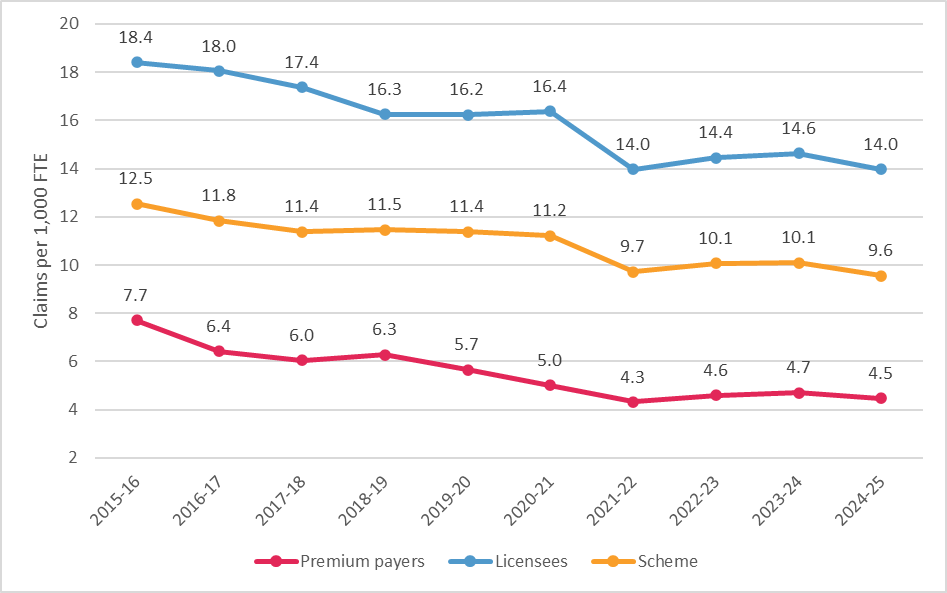 20
18
16
14
12
10
8
6
4
2
Claims per 1,000 FTE
18.4 18.0 17.4 16.3 16.2 16.4 14.0 14.4 14.6 14.0
12.5 11.8 11.4 11.5 11.4 11.2 9.7 10.1 10.1 9.6
7.7 6.4 6.0 6.3 5.7 5.0 4.3 4.6 4.7 4.5
2015-16 2016-17 2017-18 2018-19 2019-20 2020-21 2021-22 2022-23 2023-24 2024-25
Premium payers Licensees Scheme